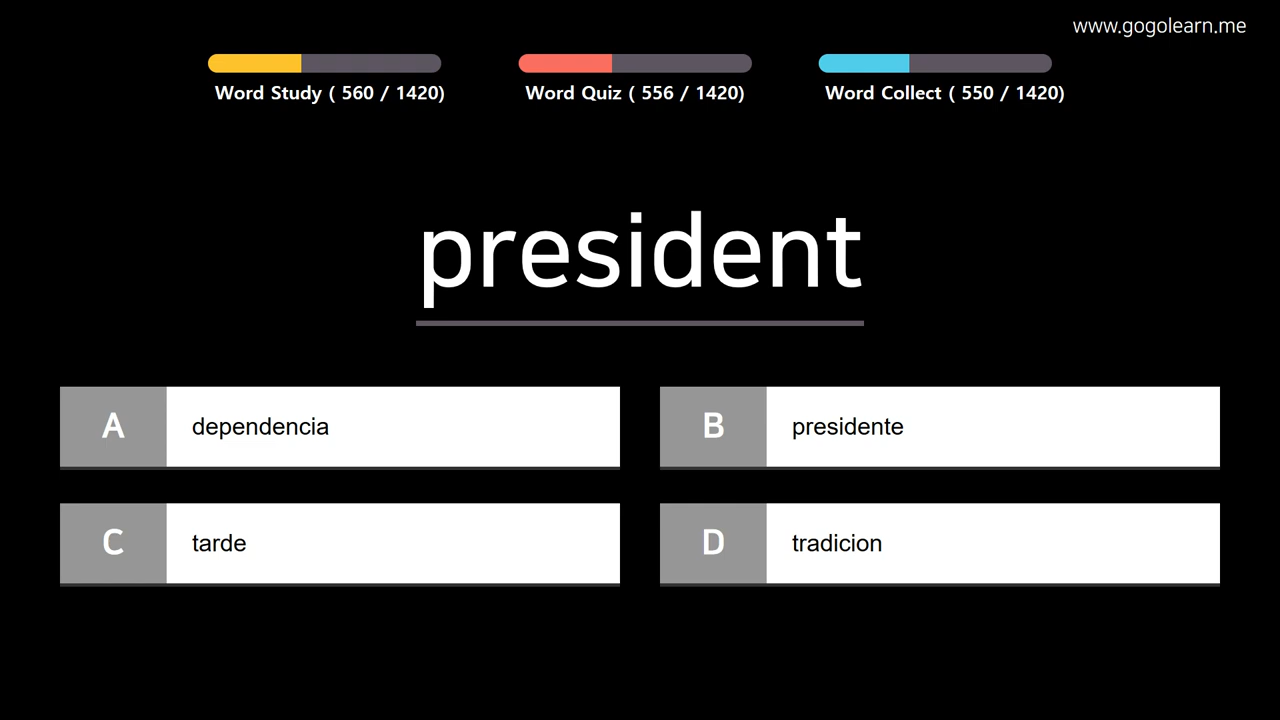 www.gogolearn.me
Word Study ( 560 / 1420)
Word Quiz ( 556 / 1420)
Word Collect ( 550 / 1420)
president
A
dependencia
B
presidente
C
tarde
D
tradicion